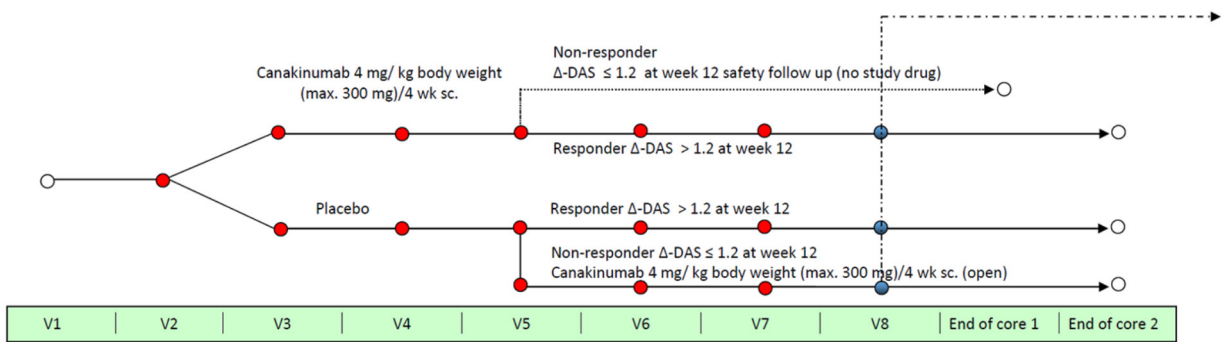 Non-responder
Δ-DAS ≤ 1.2 at week 12 safety follow up (no study drug)
Canakinumab 4 mg/ kg body weight
(max. 300 mg)/4 wk sc.
Responder Δ-DAS > 1.2 at week 12
Placebo
Responder Δ-DAS > 1.2 at week 12
Non-responder Δ-DAS ≤ 1.2 at week 12
Canakinumab 4 mg/ kg body weight (max. 300 mg)/4 wk sc. (open)
V1 | V2 | V3 | V4 | V5 | V6 | V7 | V8 | End of core 1 | End of core 2